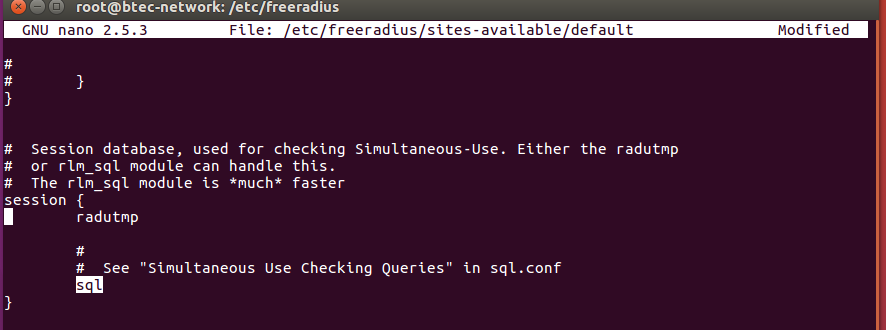 root@btec-network: /etc/freeradius
GNU nano 2.5.3 File: /etc/freeradius/sites-available/default Modified
#
# }
}
# Session database, used for checking Simultaneous-Use. Either the radutmp
# or rlm_sql module can handle this.
# The rlm_sql module is *much* faster
session {
radutmp
#
# See "Simultaneous Use Checking Queries" in sql.conf
sql
}